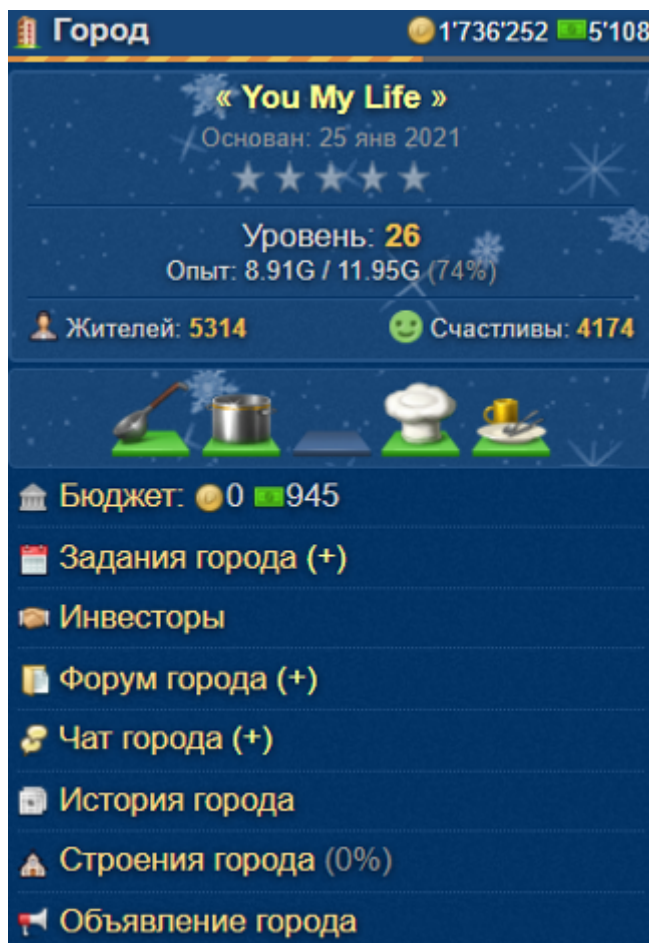 Город 1'736'252 5'108
« You My Life »
Основан: 25 янв 2021
Уровень: 26
Опыт: 8.91G / 11.95G (74%)
Жителей: 5314 Счастливы: 4174
Бюджет: 0 945
Задания города (+)
Инвесторы
Форум города (+)
Чат города (+)
История города
Строения города (0%)
Объявление города